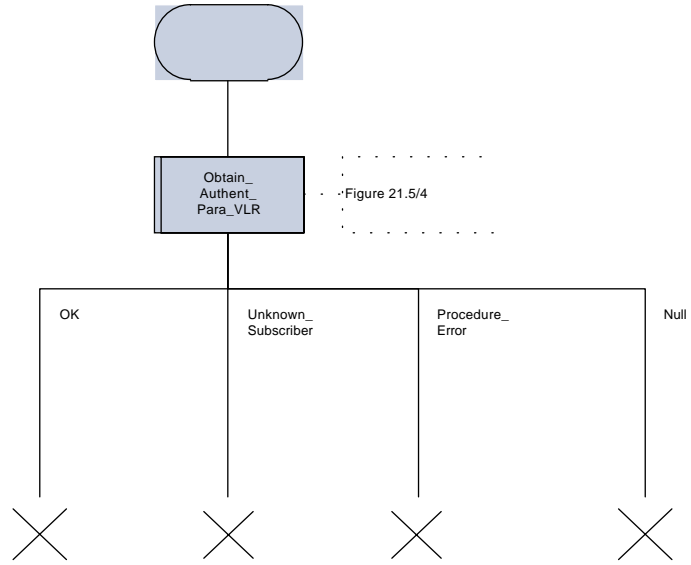 Obtain_
Authent_
Para_VLR
Figure 21.5/4
OK
Unknown_
Subscriber
Procedure_
Error
Null